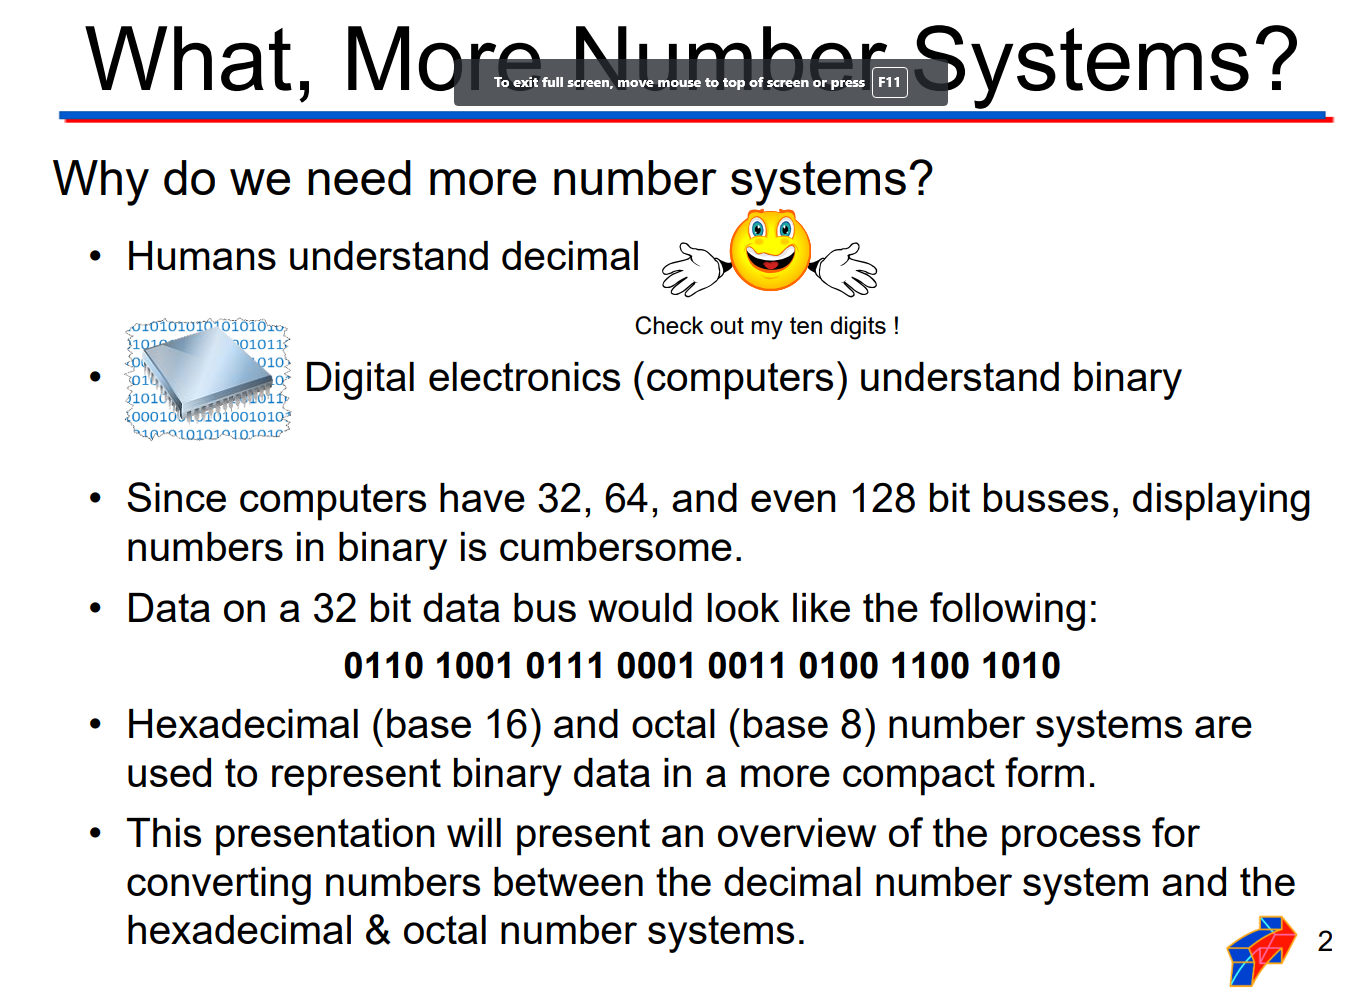 What, More Number Systems?
To exit full screen, move mouse to top of screen or press F11
Why do we need more number systems?
• Humans understand decimal
Check out my ten digits !
• Digital electronics (computers) understand binary
• Since computers have 32, 64, and even 128 bit busses, displaying
numbers in binary is cumbersome.
• Data on a 32 bit data bus would look like the following:
0110 1001 0111 0001 0011 0100 1100 1010
• Hexadecimal (base 16) and octal (base 8) number systems are
used to represent binary data in a more compact form.
• This presentation will present an overview of the process for
converting numbers between the decimal number system and the
hexadecimal & octal number systems.
2